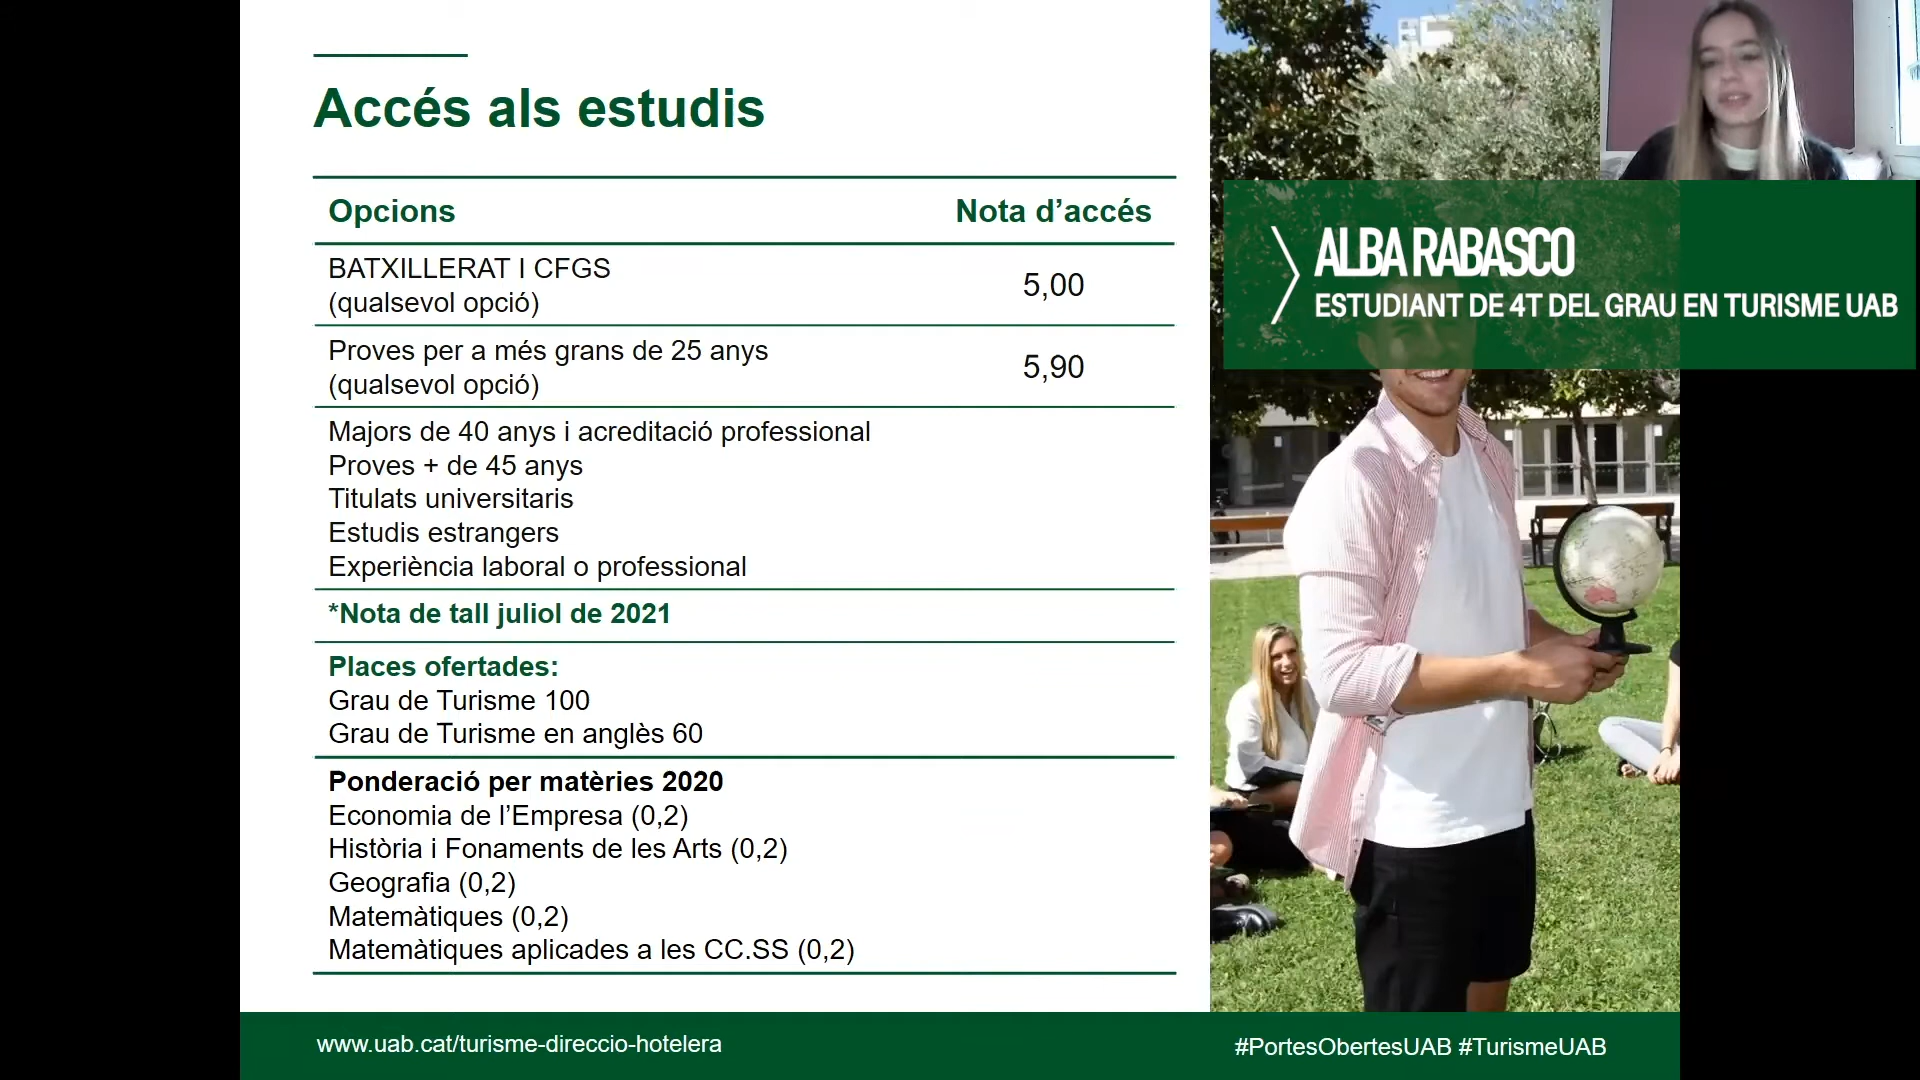 Accés als estudis
Opcions
Nota d’accés
BATXILLERAT I CFGS
(qualsevol opció)
5,00
Proves per a més grans de 25 anys
(qualsevol opció)
5,90
Majors de 40 anys i acreditació professional
Proves + de 45 anys
Titulats universitaris
Estudis estrangers
Experiència laboral o professional
*Nota de tall juliol de 2021
Places ofertades:
Grau de Turisme 100
Grau de Turisme en anglès 60
Ponderació per matèries 2020
Economia de l’Empresa (0,2)
Història i Fonaments de les Arts (0,2)
Geografia (0,2)
Matemàtiques (0,2)
Matemàtiques aplicades a les CC.SS (0,2)
ALBA RABASCO
ESTUDIANT DE 4T DEL GRAU EN TURISME UAB
www.uab.cat/turisme-direccio-hotelera
#PortesObertesUAB #TurismeUAB